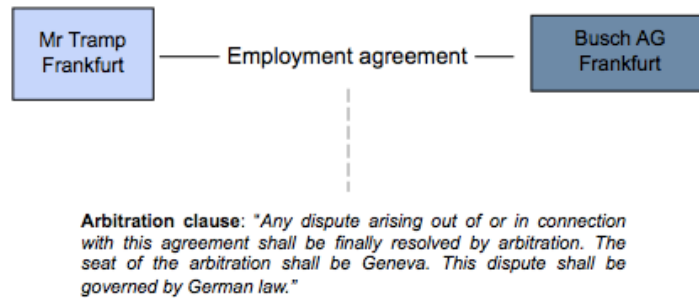 Mr Tramp
Frankfurt
Employment agreement
Busch AG
Frankfurt
Arbitration clause: "Any dispute arising out of or in connection
with this agreement shall be finally resolved by arbitration. The
seat of the arbitration shall be Geneva. This dispute shall be
governed by German law."